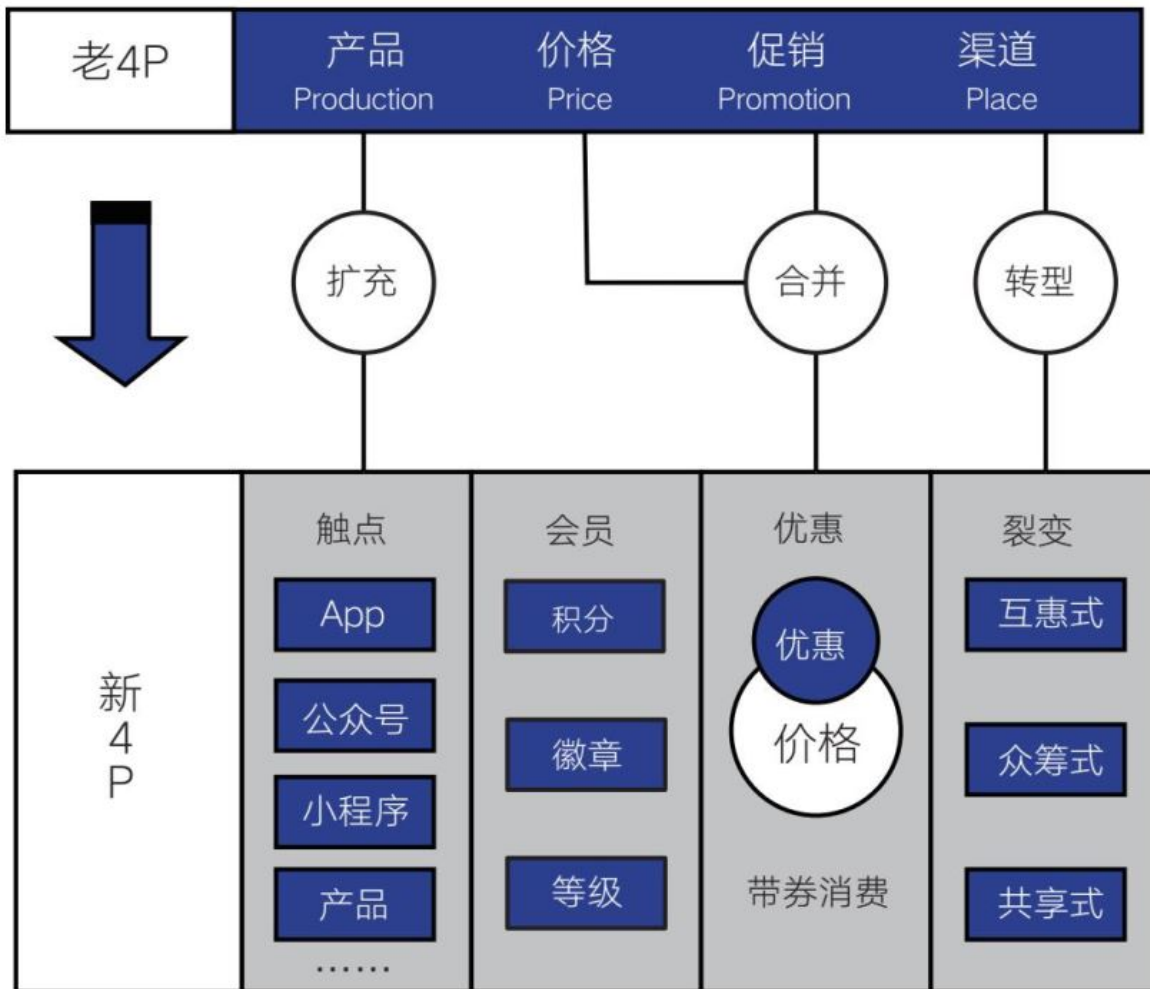 老4P
产品 价格 促销 渠道
Production Price Promotion Place
扩充 合并 转型
新
4
P
触点 会员 优惠 裂变
App
公众号
小程序
产品
……
积分
徽章
等级
优惠
价格
带券消费
互惠式
众筹式
共享式